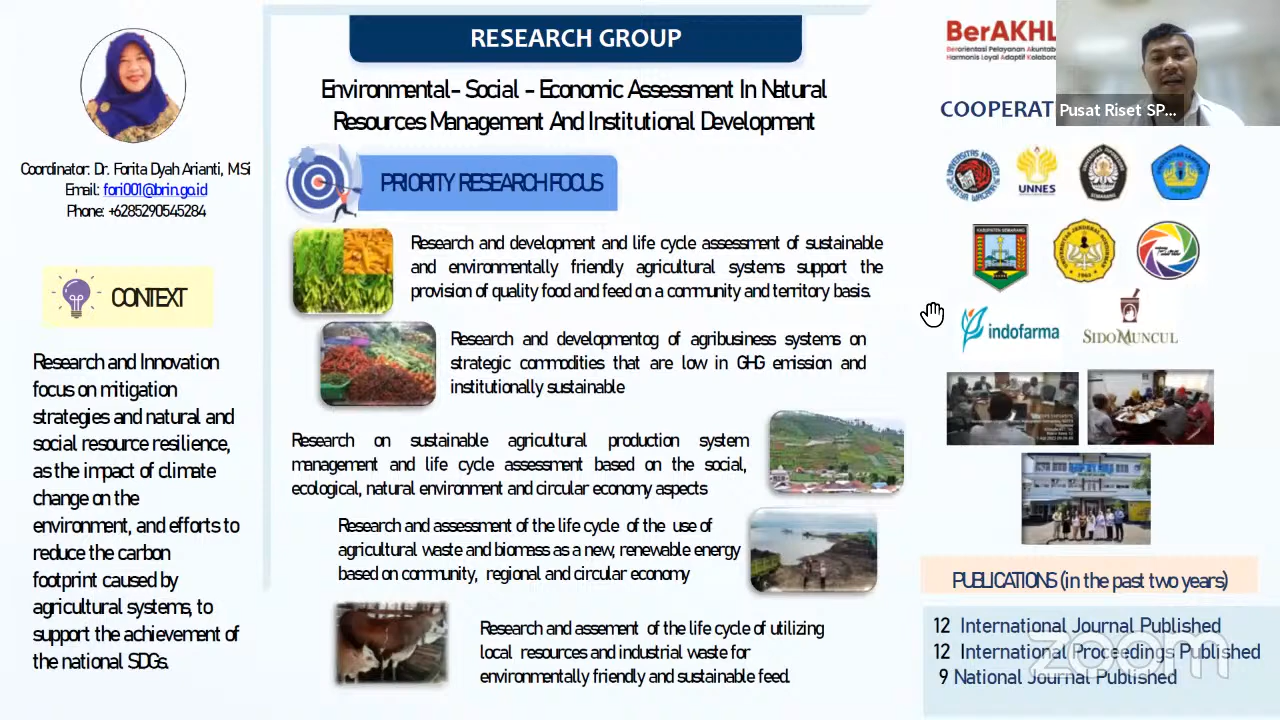 RESEARCH GROUP
Environmental- Social - Economic Assessment In Natural
Resources Management And Institutional Development
Coordinator: Dr. Forita Dyah Arianti, MSi
Email: fori001@brin.go.id
Phone: +6285290545284
CONTEXT
Research and Innovation
focus on mitigation
strategies and natural and
social resource resilience,
as the impact of climate
change on the
environment, and efforts to
reduce the carbon
footprint caused by
agricultural systems, to
support the achievement of
the national SDGs.
PRIORITY RESEARCH FOCUS
Research and development and life cycle assessment of sustainable
and environmentally friendly agricultural systems support the
provision of quality food and feed on a community and territory basis.
Research and developmentog of agribusiness systems on
strategic commodities that are low in GHG emission and
institutionally sustainable
Research on sustainable agricultural production system
management and life cycle assessment based on the social,
ecological, natural environment and circular economy aspects
Research and assessment of the life cycle of the use of
agricultural waste and biomass as a new, renewable energy
based on community, regional and circular economy
Research and assement of the life cycle of utilizing
local resources and industrial waste for
environmentally friendly and sustainable feed.
BerAKHL
Berorientasi Pelayanan Akuntab
Harmonis Loyal Adaptif Kolabora
Pusat Riset SP...
COOPERAT
UNNES
KABUPATEN SEMARANG
indofarma
SIDOMUNCUL
PUBLICATIONS (in the past two years)
12 International Journal Published
12 International Proceedings Published
9 National Journal Published
zoom